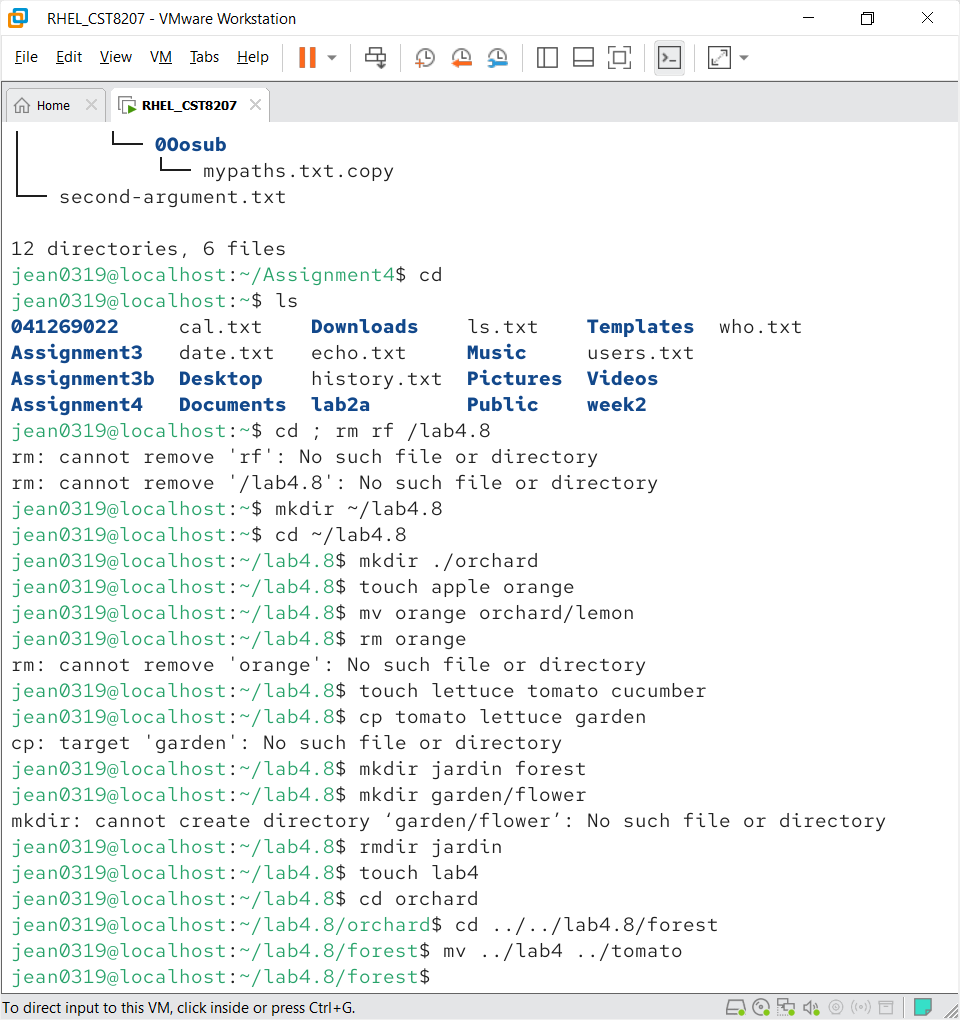 RHEL_CST8207 - VMware Workstation
File Edit View VM Tabs Help
Home RHEL_CST8207
0Oosub
mypaths.txt.copy
second-argument.txt
12 directories, 6 files
jean0319@localhost:~/Assignment4$ cd
jean0319@localhost:~$ ls
041269022 cal.txt Downloads ls.txt Templates who.txt
Assignment3 date.txt echo.txt Music users.txt
Assignment3b Desktop history.txt Pictures Videos
Assignment4 Documents lab2a Public week2
jean0319@localhost:~$ cd ; rm rf /lab4.8
rm: cannot remove 'rf': No such file or directory
rm: cannot remove '/lab4.8': No such file or directory
jean0319@localhost:~$ mkdir ~/lab4.8
jean0319@localhost:~$ cd ~/lab4.8
jean0319@localhost:~/lab4.8$ mkdir ./orchard
jean0319@localhost:~/lab4.8$ touch apple orange
jean0319@localhost:~/lab4.8$ mv orange orchard/lemon
jean0319@localhost:~/lab4.8$ rm orange
rm: cannot remove 'orange': No such file or directory
jean0319@localhost:~/lab4.8$ touch lettuce tomato cucumber
jean0319@localhost:~/lab4.8$ cp tomato lettuce garden
cp: target 'garden': No such file or directory
jean0319@localhost:~/lab4.8$ mkdir jardin forest
jean0319@localhost:~/lab4.8$ mkdir garden/flower
mkdir: cannot create directory ‘garden/flower’: No such file or directory
jean0319@localhost:~/lab4.8$ rmdir jardin
jean0319@localhost:~/lab4.8$ touch lab4
jean0319@localhost:~/lab4.8$ cd orchard
jean0319@localhost:~/lab4.8/orchard$ cd ../../lab4.8/forest
jean0319@localhost:~/lab4.8/forest$ mv ../lab4 ../tomato
jean0319@localhost:~/lab4.8/forest$
To direct input to this VM, click inside or press Ctrl+G.